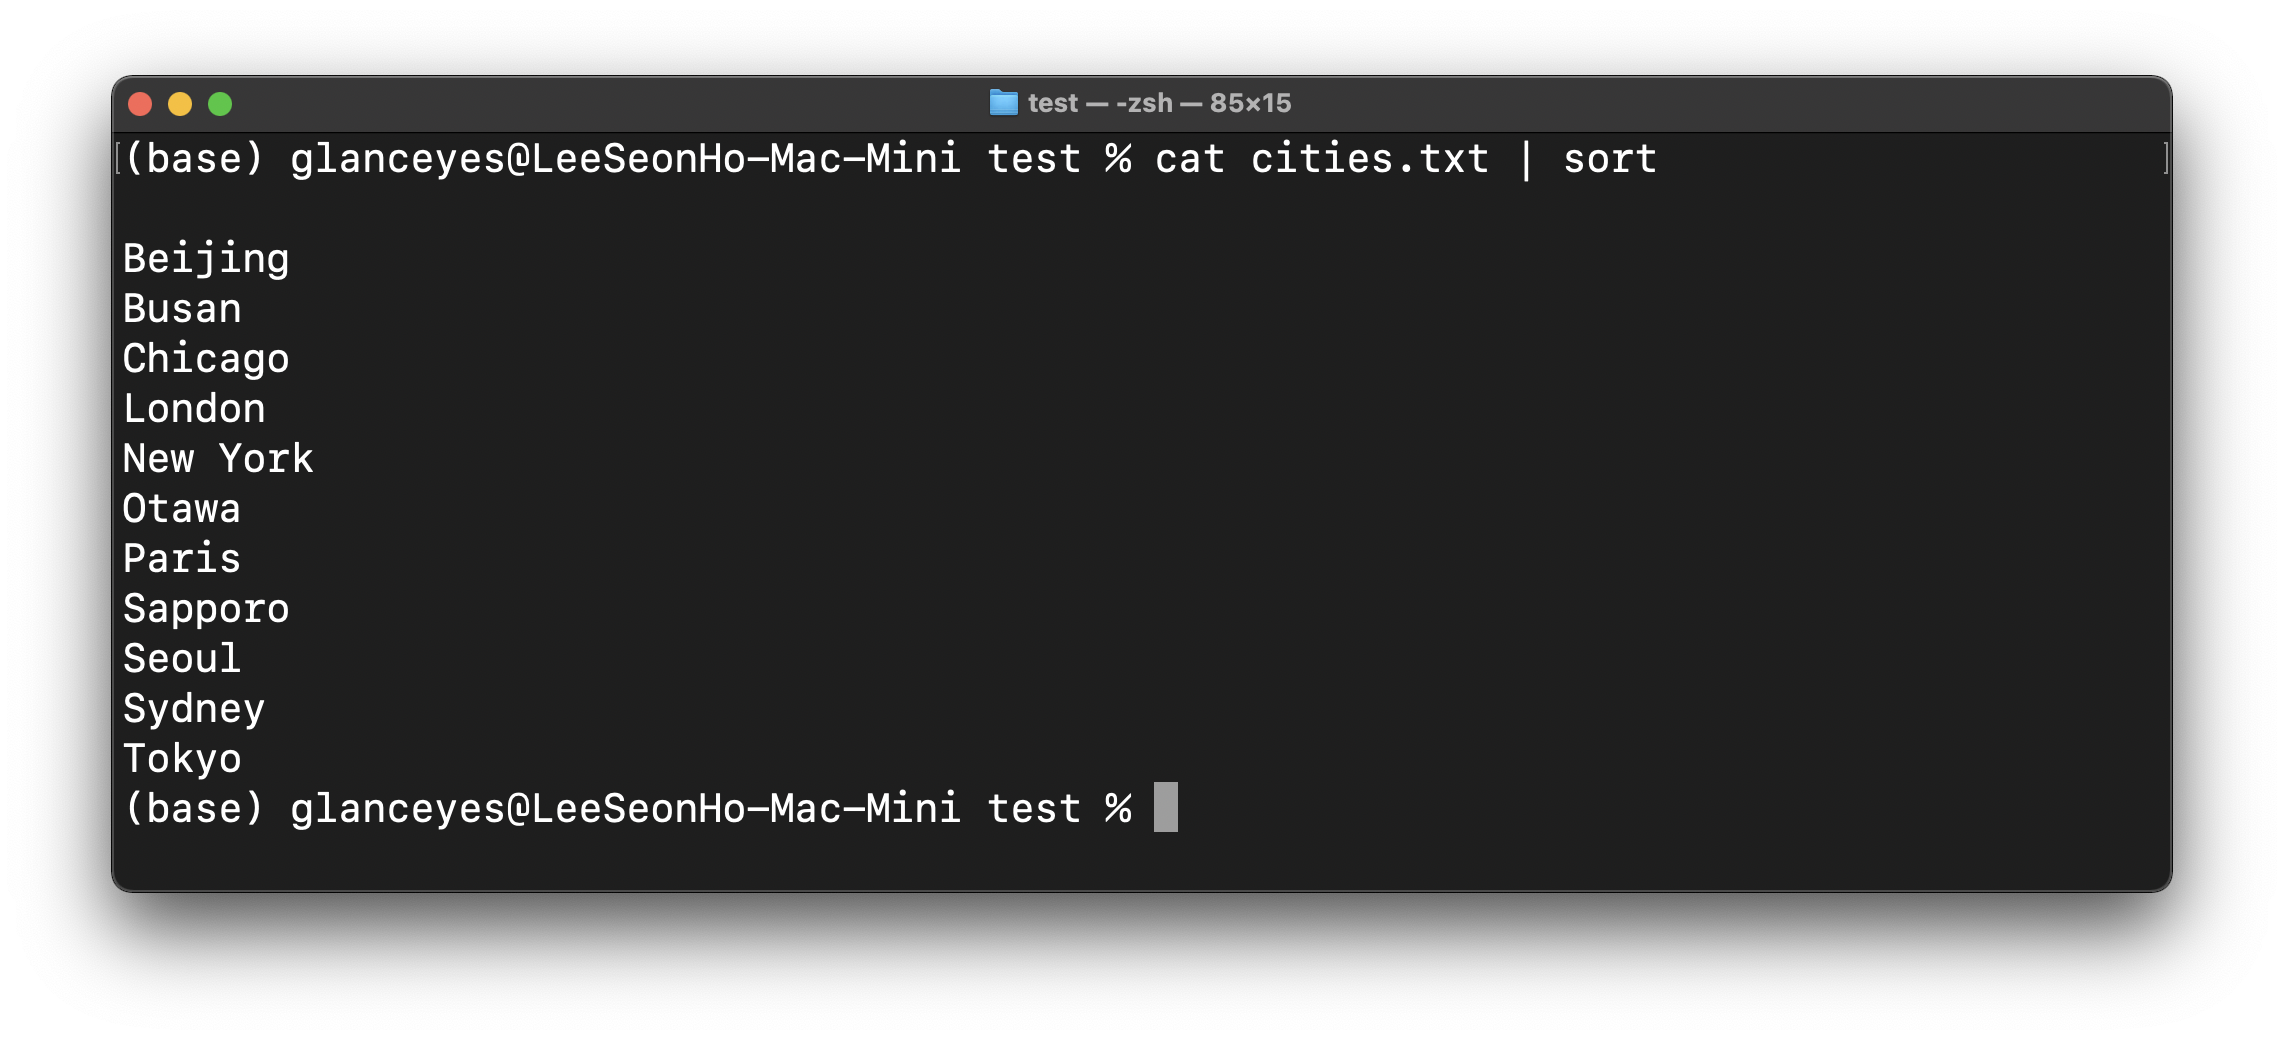 test — -zsh — 85×15
(base) glanceyes@LeeSeonHo-Mac-Mini test % cat cities.txt | sort

Beijing
Busan
Chicago
London
New York
Otawa
Paris
Sapporo
Seoul
Sydney
Tokyo
(base) glanceyes@LeeSeonHo-Mac-Mini test %